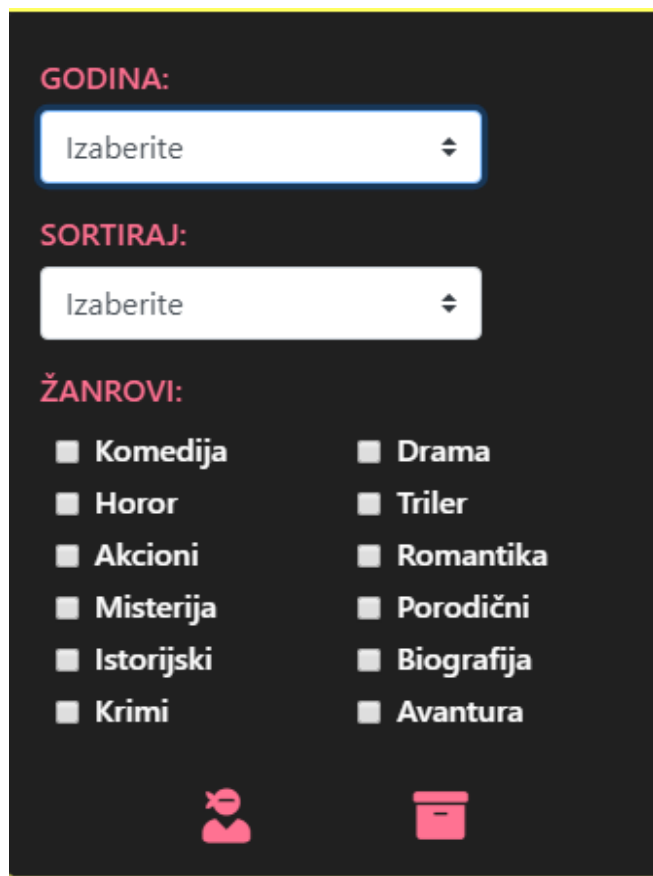 GODINA:
Izaberite
SORTIRAJ:
Izaberite
ŽANROVI:
Komedija Drama
Horor Triler
Akcioni Romantika
Misterija Porodični
Istorijski Biografija
Krimi Avantura